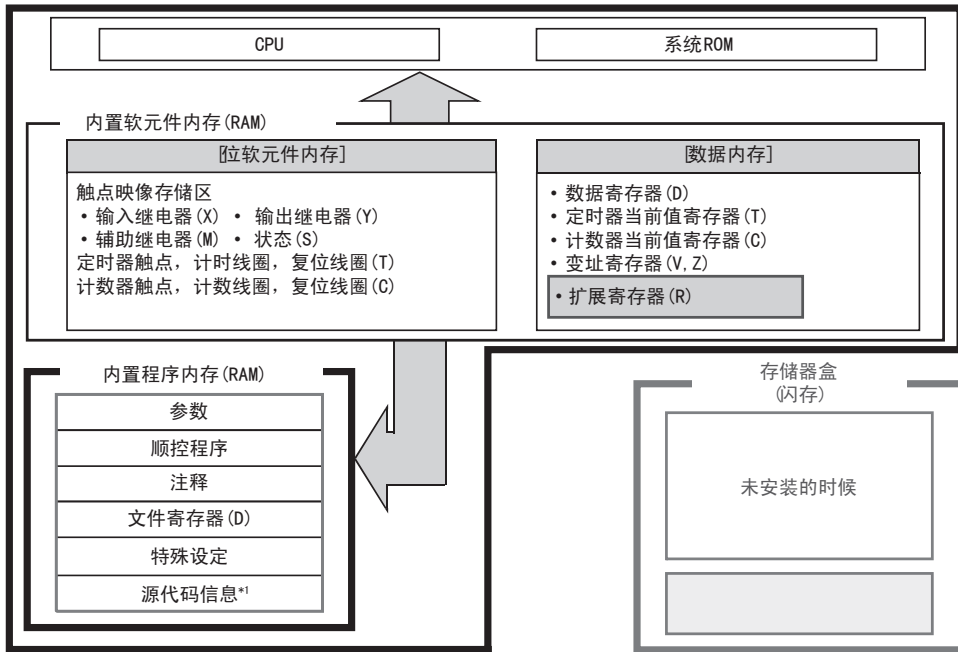 CPU
系统ROM
内置软元件内存(RAM)
[位软元件内存]
触点映像存储区
• 输入继电器(X) • 输出继电器(Y)
• 辅助继电器(M) • 状态(S)
定时器触点，计时线圈，复位线圈(T)
计数器触点，计数线圈，复位线圈(C)
[数据内存]
• 数据寄存器(D)
• 定时器当前值寄存器(T)
• 计数器当前值寄存器(C)
• 变址寄存器(V,Z)
• 扩展寄存器(R)
内置程序内存(RAM)
参数
顺控程序
注释
文件寄存器(D)
特殊设定
源代码信息*1
存储器盒
(闪存)
未安装的时候